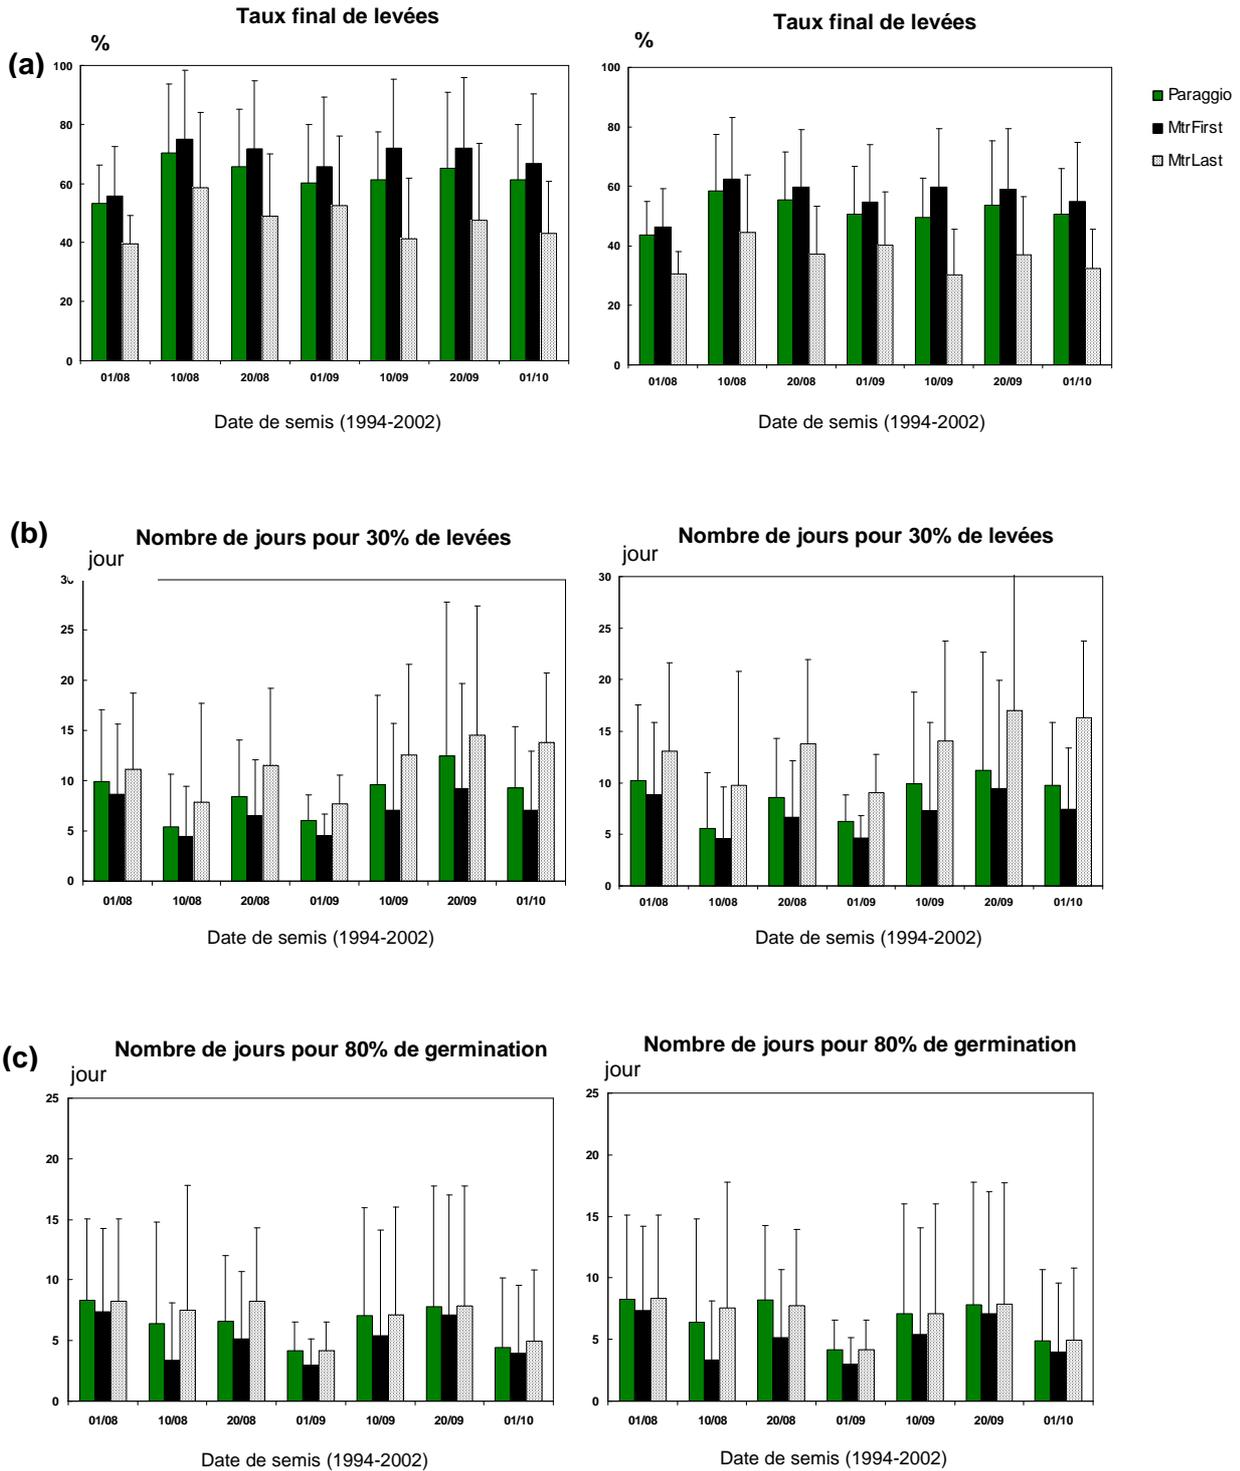 Taux final de levées
Taux final de levées
(a)
%
%
100
80
60
40
20
0
01/08 10/08 20/08 01/09 10/09 20/09 01/10
Date de semis (1994-2002)
100
80
60
40
20
0
01/08 10/08 20/08 01/09 10/09 20/09 01/10
Date de semis (1994-2002)
Paraggio
MtrFirst
MtrLast
(b)
Nombre de jours pour 30% de levées
jour
25
20
15
10
5
0
01/08 10/08 20/08 01/09 10/09 20/09 01/10
Date de semis (1994-2002)
Nombre de jours pour 30% de levées
jour
30
25
20
15
10
5
0
01/08 10/08 20/08 01/09 10/09 20/09 01/10
Date de semis (1994-2002)
(c)
Nombre de jours pour 80% de germination
jour
25
20
15
10
5
0
01/08 10/08 20/08 01/09 10/09 20/09 01/10
Date de semis (1994-2002)
Nombre de jours pour 80% de germination
jour
25
20
15
10
5
0
01/08 10/08 20/08 01/09 10/09 20/09 01/10
Date de semis (1994-2002)